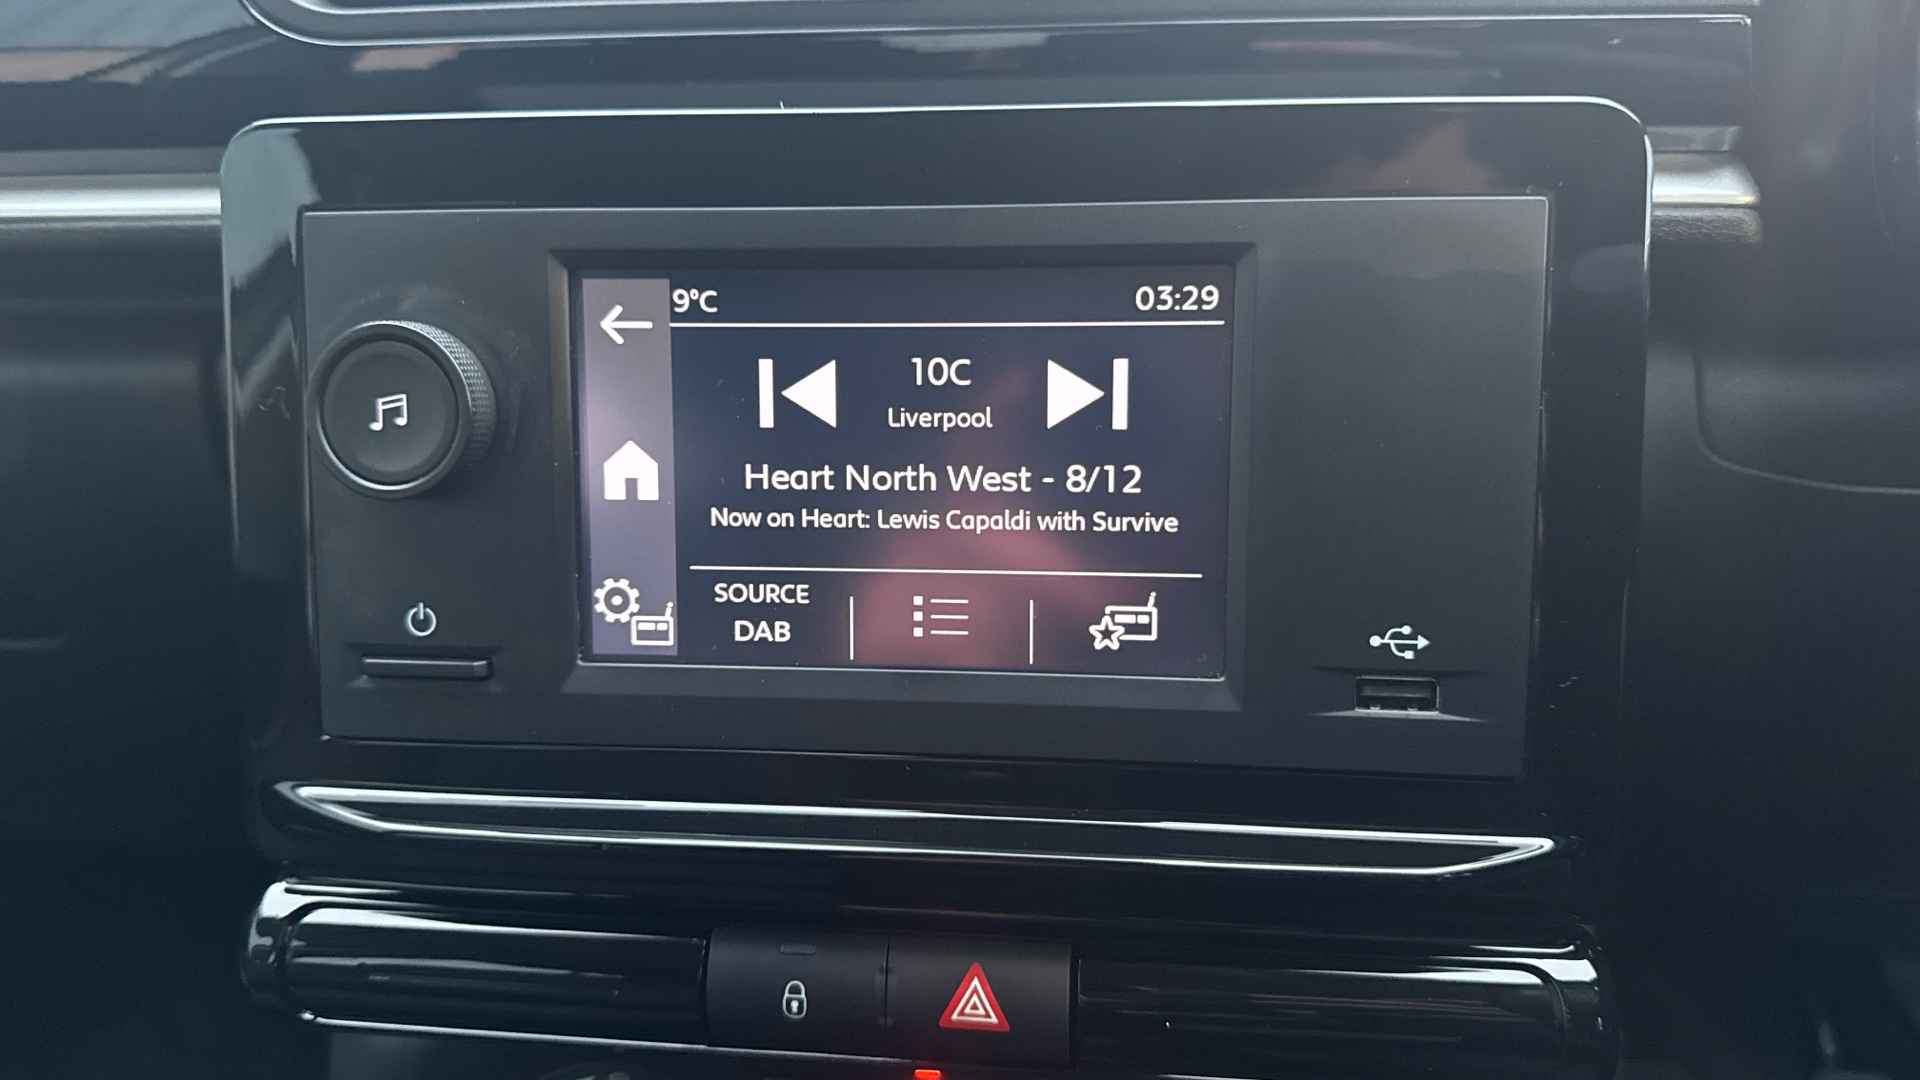 9°C
03:29
10C
Liverpool
Heart North West - 8/12
Now on Heart: Lewis Capaldi with Survive
SOURCE
DAB